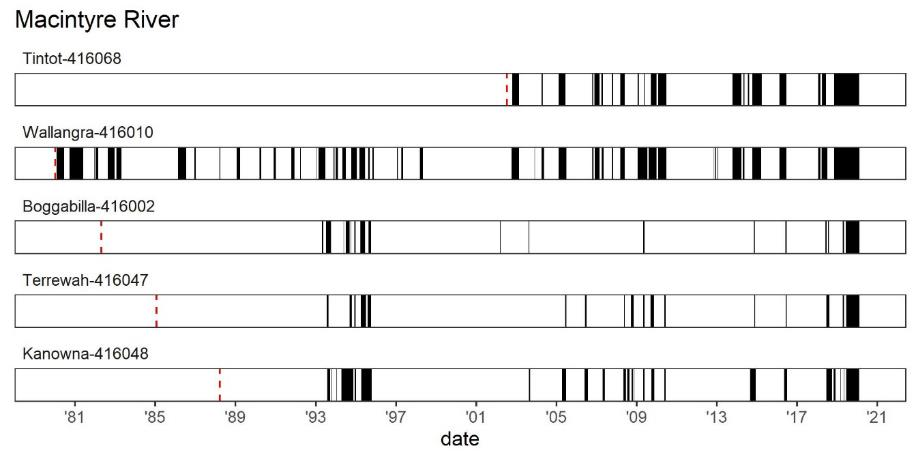 Macintyre River
Tintot-416068
Wallangra-416010
Boggabilla-416002
Terrewah-416047
Kanowna-416048
'81 '85 '89 '93 '97 '01 '05 '09 '13 '17 '21
date